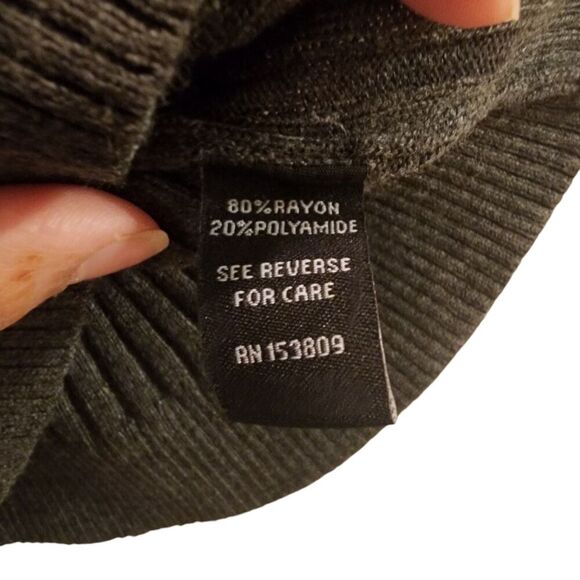 80%RAYON
20%POLYAMIDE
SEE REVERSE
FOR CARE
RN 153809